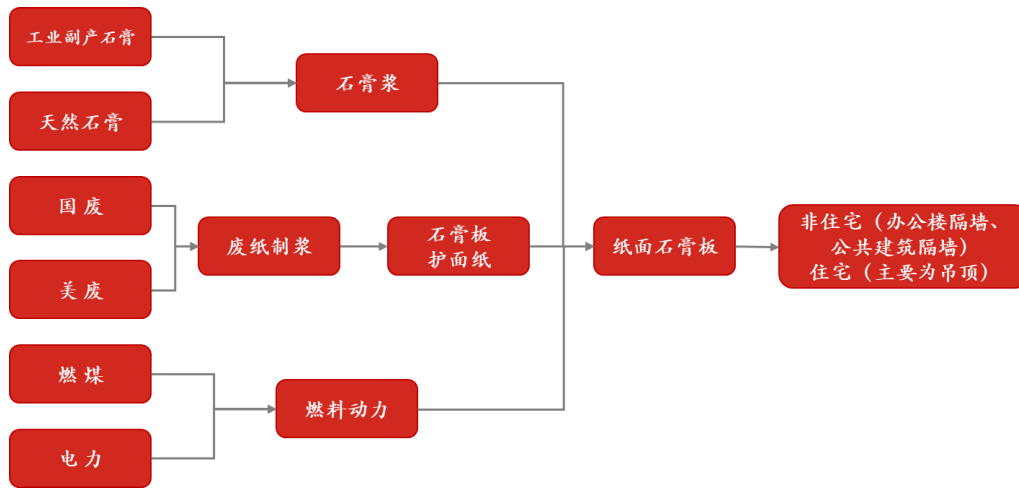 工业副产石膏
天然石膏
石膏浆
国废
美废
废纸制浆
石膏板
护面纸
纸面石膏板
非住宅（办公楼隔墙、
公共建筑隔墙）
住宅（主要为吊顶）
燃煤
电力
燃料动力